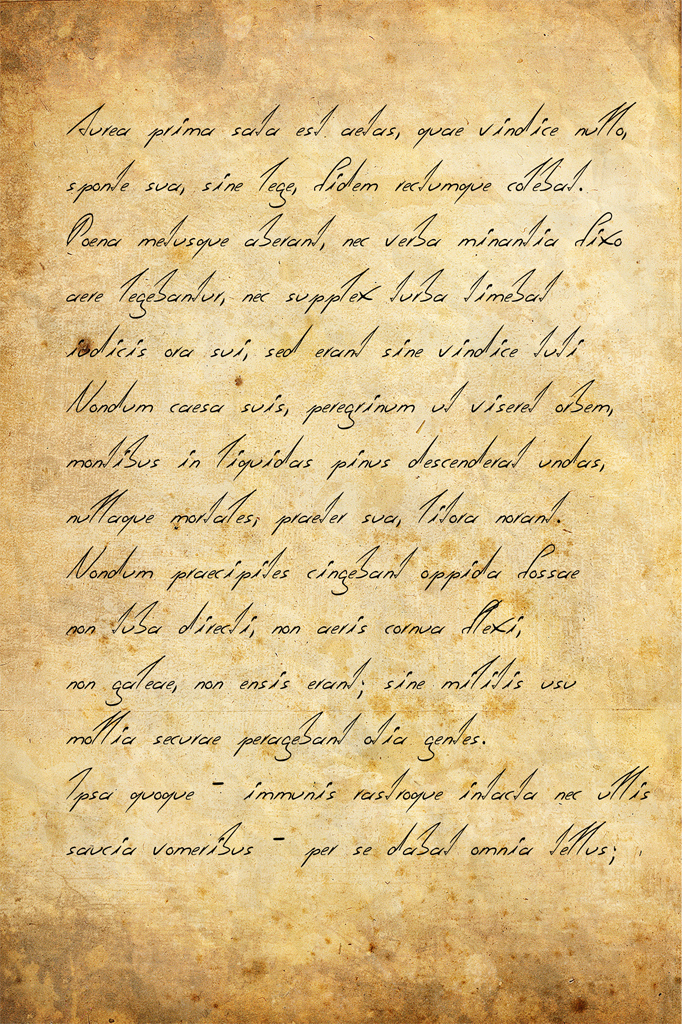 Aurea prima sata est aetas, quae vindice nullo,
sponte sua, sine lege, fidem rectumque colebat.
Poena metusque aberant, nec verba minantia fixo
aere legebantur, nec supplex turba timebat
iudicis ora sui, sed erant sine vindice tuti
Nondum caesa suis, peregrinum ut viseret orbem,
montibus in liquidas pinus descenderat undas,
nullaque mortales, praeter sua, litora norant.
Nondum praecipites cingebant oppida fossae
non tuba directi, non aeris cornua flexi,
non galeae, non ensis erant; sine militis usu
mollia securae peragebant otia gentes.
Ipsa quoque - immunis rastroque intacta nec ullis
saucia vomeribus - per se dabat omnia tellus;